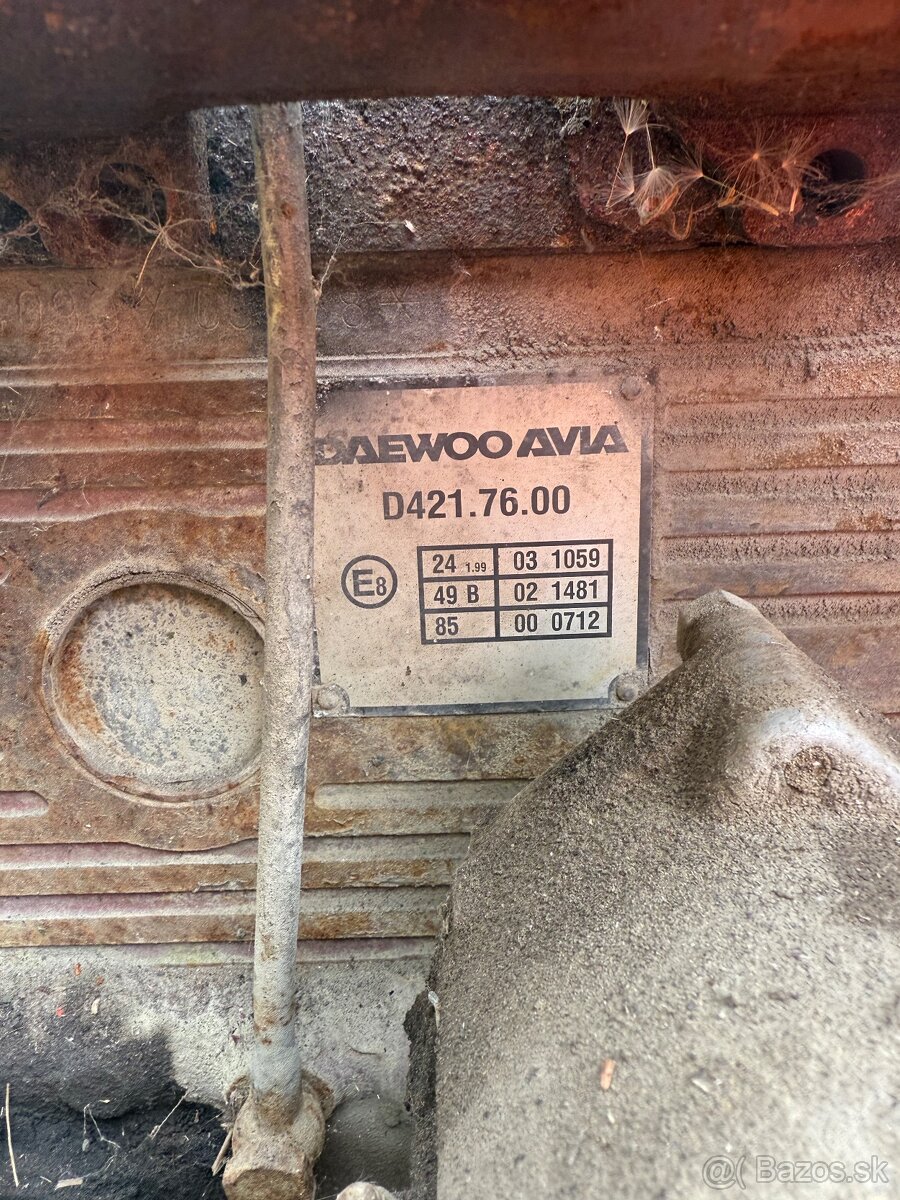 DAEWOO AVIA
D421.76.00
E8
24 1.99 03 1059
49 B 02 1481
85 00 0712
@( Bazos.sk